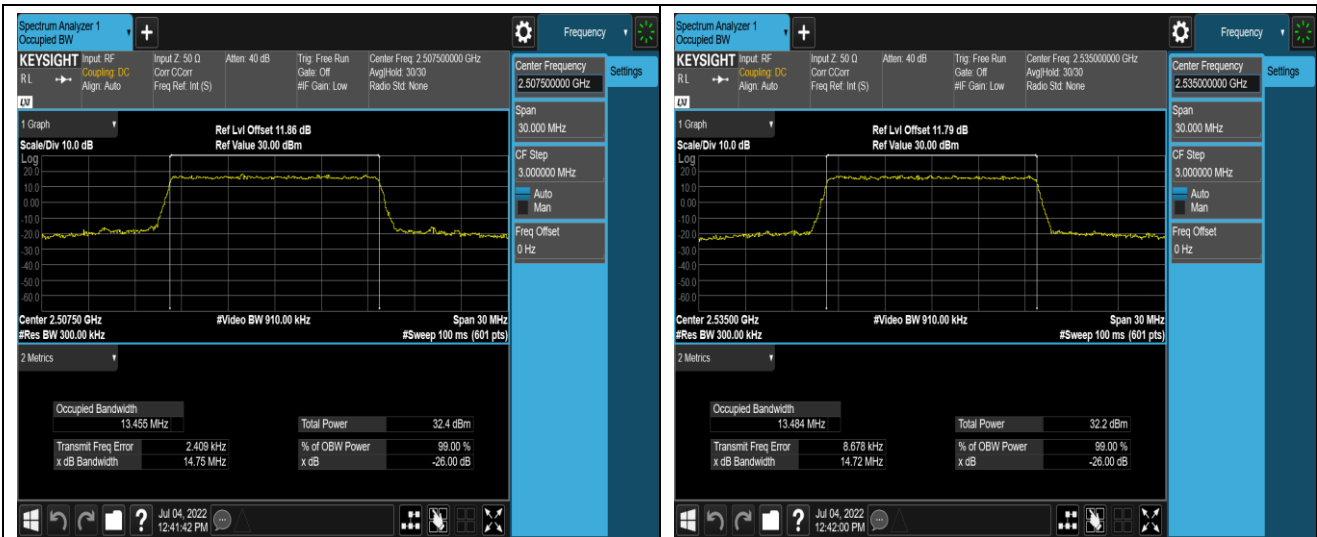 Spectrum Analyzer 1
Occupied BW
+
Frequency
KEYSIGHT Input: RF Input Z: 50 Ω Atten: 40 dB Trig: Free Run Center Freq: 2.507500000 GHz
Coupling: DC Corr CCorr Gate: Off Avg|Hold: 30/30
RL Align: Auto Freq Ref: Int (S) #IF Gain: Low Radio Std: None
LXI
Center Frequency
2.507500000 GHz
Settings
Span
30.000 MHz
CF Step
3.000000 MHz
Auto
Man
Freq Offset
0 Hz
1 Graph
Ref Lvl Offset 11.86 dB
Scale/Div 10.0 dB Ref Value 30.00 dBm
Log
20.0
10.0
0.00
-10.0
-20.0
-30.0
-40.0
-50.0
-60.0
Center 2.50750 GHz #Video BW 910.00 kHz Span 30 MHz
#Res BW 300.00 kHz #Sweep 100 ms (601 pts)
2 Metrics
Occupied Bandwidth
13.455 MHz Total Power 32.4 dBm
Transmit Freq Error 2.409 kHz % of OBW Power 99.00 %
x dB Bandwidth 14.75 MHz x dB -26.00 dB
? Jul 04, 2022
12:41:42 PM
Spectrum Analyzer 1
Occupied BW
+
Frequency
KEYSIGHT Input: RF Input Z: 50 Ω Atten: 40 dB Trig: Free Run Center Freq: 2.535000000 GHz
Coupling: DC Corr CCorr Gate: Off Avg|Hold: 30/30
RL Align: Auto Freq Ref: Int (S) #IF Gain: Low Radio Std: None
LXI
Center Frequency
2.535000000 GHz
Settings
Span
30.000 MHz
CF Step
3.000000 MHz
Auto
Man
Freq Offset
0 Hz
1 Graph
Ref Lvl Offset 11.79 dB
Scale/Div 10.0 dB Ref Value 30.00 dBm
Log
20.0
10.0
0.00
-10.0
-20.0
-30.0
-40.0
-50.0
-60.0
Center 2.53500 GHz #Video BW 910.00 kHz Span 30 MHz
#Res BW 300.00 kHz #Sweep 100 ms (601 pts)
2 Metrics
Occupied Bandwidth
13.484 MHz Total Power 32.2 dBm
Transmit Freq Error 8.678 kHz % of OBW Power 99.00 %
x dB Bandwidth 14.72 MHz x dB -26.00 dB
? Jul 04, 2022
12:42:00 PM